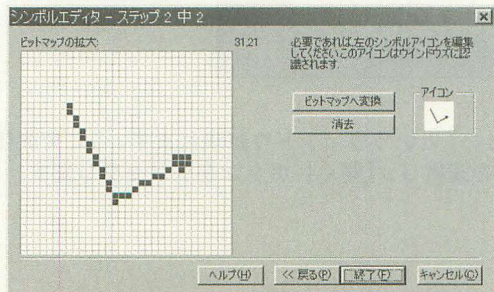 シンボルエディタ - ステップ 2 中 2
ビットマップの拡大:
31,21
必要であれば、左のシンボルアイコンを編集
してください。このアイコンはウインドウズに認
識されます.
ビットマップへ変換
アイコン
消去
ヘルプ(H)
<< 戻る(P)
終了(F)
キャンセル(C)